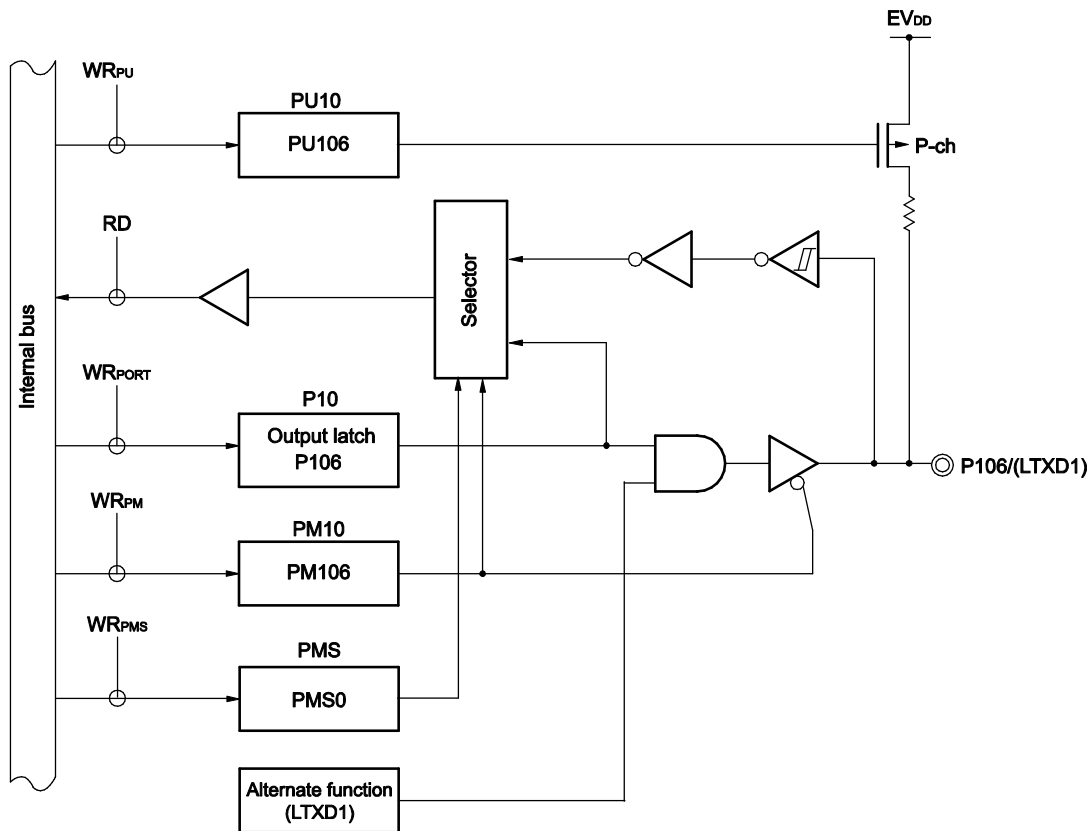 EVDD
WRPU
PU10
PU106
P-ch
RD
Selector
Internal bus
WRPORT
P10
Output latch
P106
P106/(LTXD1)
WRPM
PM10
PM106
WRPMS
PMS
PMS0
Alternate function
(LTXD1)